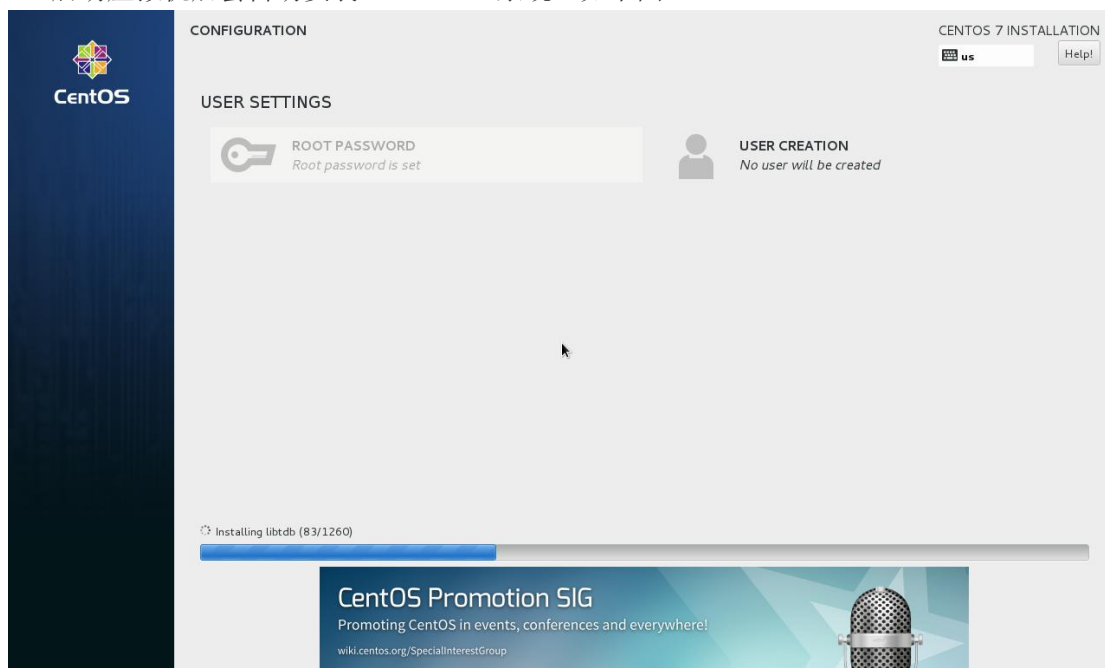 CONFIGURATION
CENTOS 7 INSTALLATION
us
Help!
CentOS
USER SETTINGS
ROOT PASSWORD
Root password is set
USER CREATION
No user will be created
Installing libtdb (83/1260)
CentOS Promotion SIG
Promoting CentOS in events, conferences and everywhere!
wiki.centos.org/SpecialInterestGroup